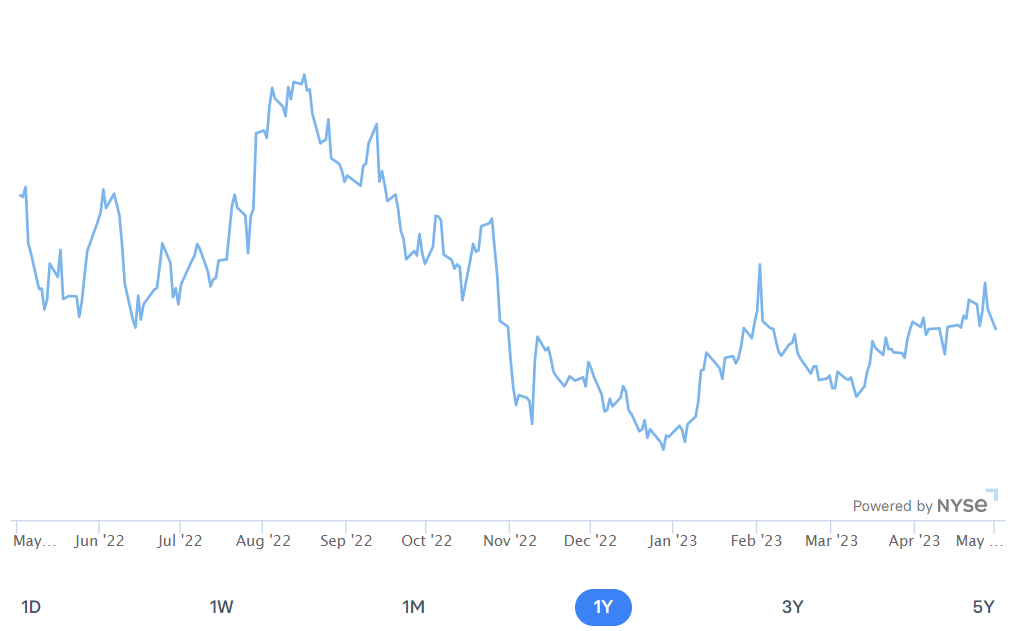 Powered by NYSE
May... Jun '22 Jul '22 Aug '22 Sep '22 Oct '22 Nov '22 Dec '22 Jan '23 Feb '23 Mar '23 Apr '23 May ...
1D 1W 1M 1Y 3Y 5Y